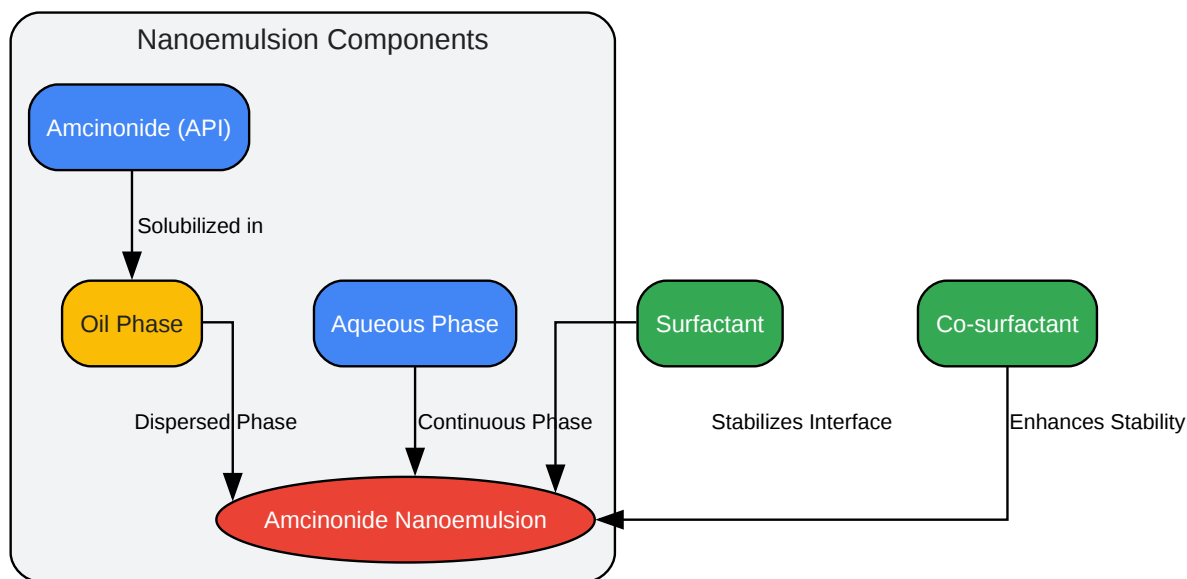 Nanoemulsion Components
Amcinonide (API)
Solubilized in
Oil Phase
Aqueous Phase
Surfactant
Co-surfactant
Dispersed Phase
Continuous Phase
Stabilizes Interface
Enhances Stability
Amcinonide Nanoemulsion